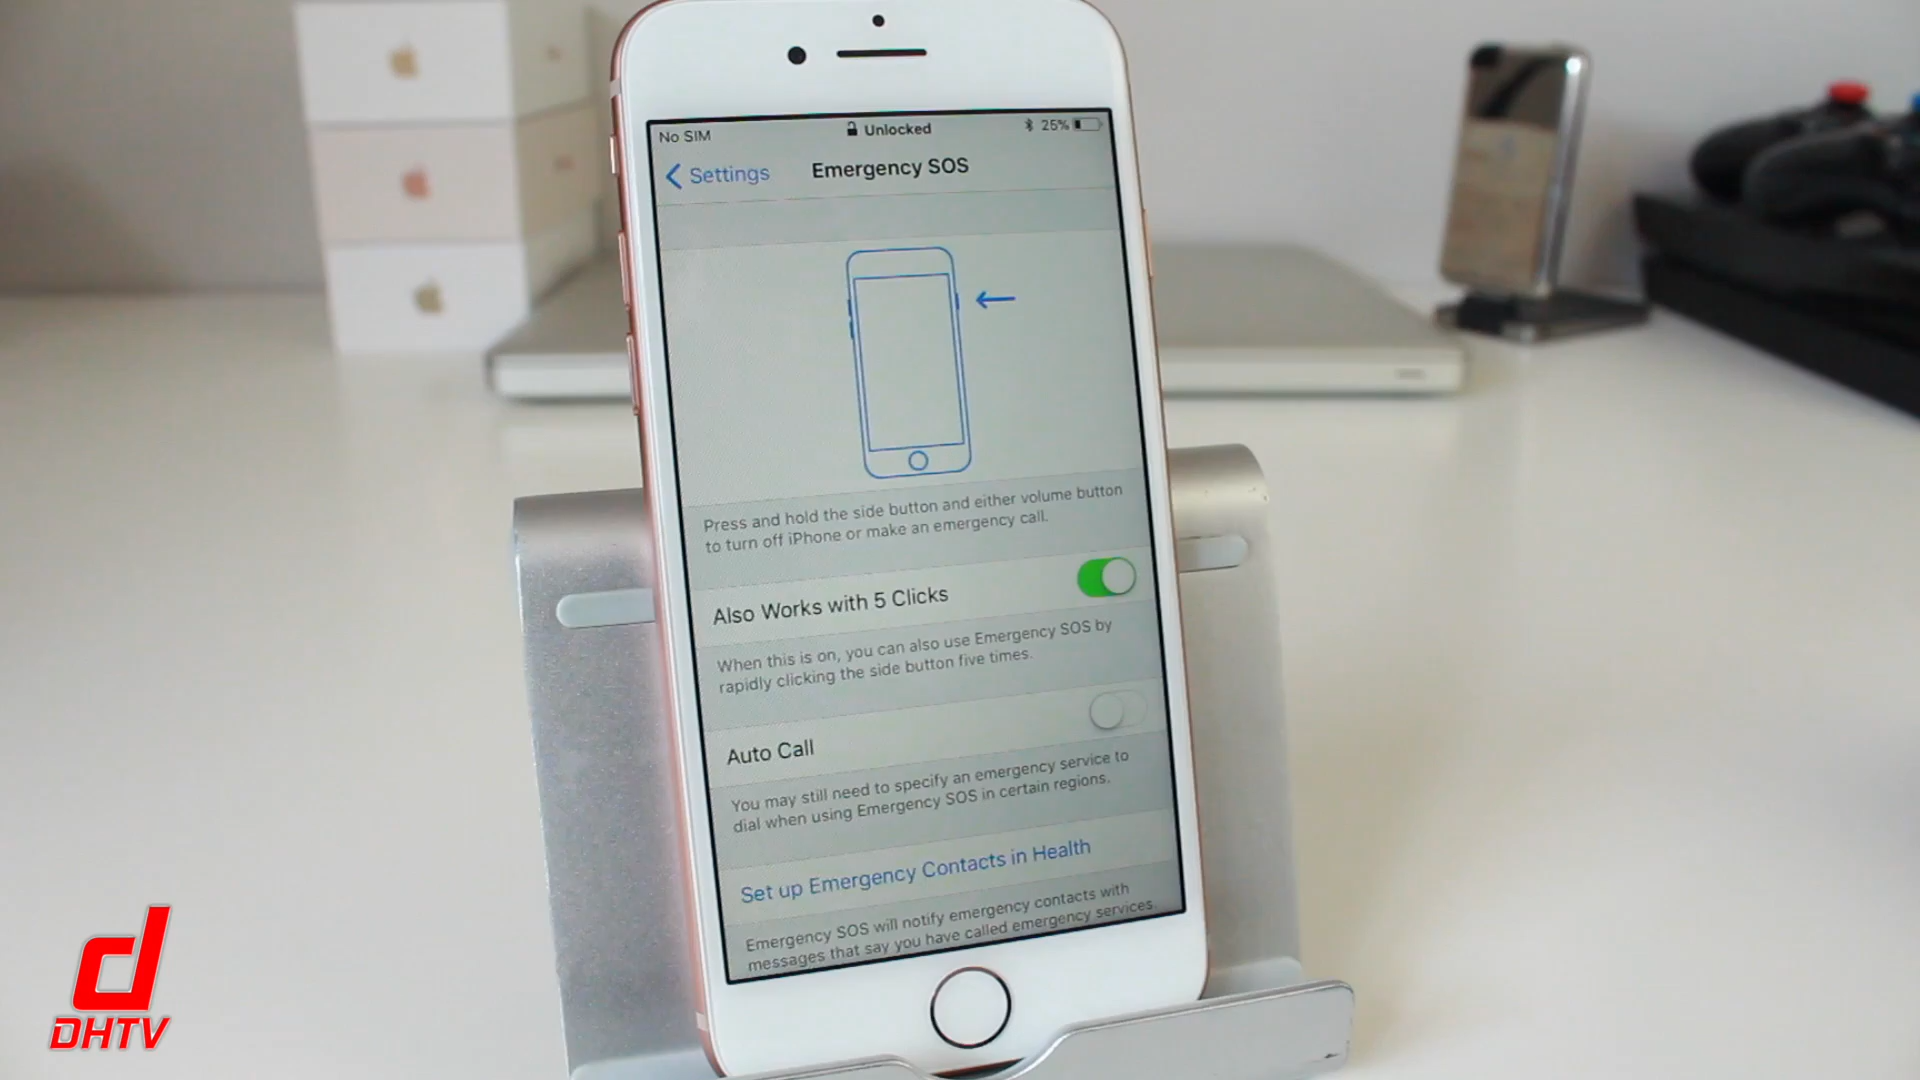 No SIM
Unlocked
25%
Settings
Emergency SOS
Press and hold the side button and either volume button
to turn off iPhone or make an emergency call.
Also Works with 5 Clicks
When this is on, you can also use Emergency SOS by
rapidly clicking the side button five times.
Auto Call
You may still need to specify an emergency service to
dial when using Emergency SOS in certain regions.
Set up Emergency Contacts in Health
Emergency SOS will notify emergency contacts with
messages that say you have called emergency services.
d
DHTV